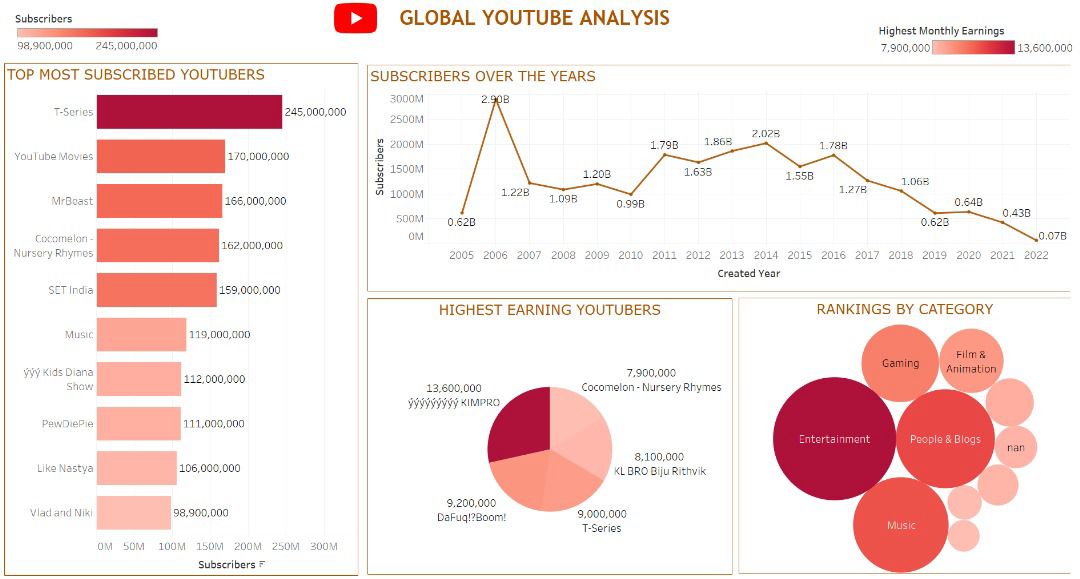 GLOBAL YOUTUBE ANALYSIS
Subscribers
98,900,000 245,000,000
Highest Monthly Earnings
7,900,000 13,600,000
TOP MOST SUBSCRIBED YOUTUBERS
T-Series 245,000,000
YouTube Movies 170,000,000
MrBeast 166,000,000
Cocomelon -
Nursery Rhymes 162,000,000
SET India 159,000,000
Music 119,000,000
ýýý Kids Diana
Show 112,000,000
PewDiePie 111,000,000
Like Nastya 106,000,000
Vlad and Niki 98,900,000
0M 50M 100M 150M 200M 250M 300M
Subscribers
SUBSCRIBERS OVER THE YEARS
Subscribers
3000M
2500M
2000M
1500M
1000M
500M
0M
0.62B
2.90B
1.22B
1.09B
1.20B
0.99B
1.79B
1.63B
1.86B
2.02B
1.55B
1.78B
1.27B
1.06B
0.62B
0.64B
0.43B
0.07B
2005 2006 2007 2008 2009 2010 2011 2012 2013 2014 2015 2016 2017 2018 2019 2020 2021 2022
Created Year
HIGHEST EARNING YOUTUBERS
7,900,000
Cocomelon - Nursery Rhymes
13,600,000
ýýýýýýýýý KIMPRO
8,100,000
KL BRO Biju Rithvik
9,200,000
DaFuq!?Boom!
9,000,000
T-Series
RANKINGS BY CATEGORY
Gaming
Film &
Animation
Entertainment
People & Blogs
nan
Music